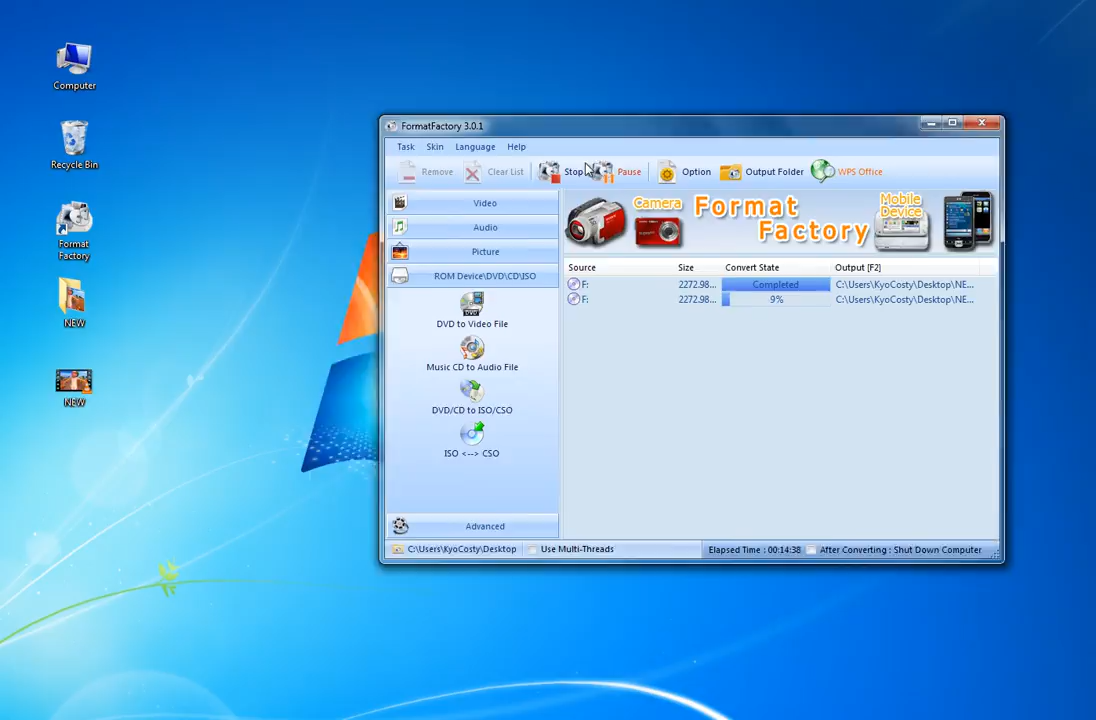 Computer
Recycle Bin
Format
Factory
NEW
NEW
FormatFactory 3.0.1
Task Skin Language Help
Remove Clear List Stop Pause Option Output Folder WPS Office
Video
Audio
Picture
ROM Device\DVD\CD\ISO
DVD
DVD to Video File
Music CD to Audio File
DVD/CD to ISO/CSO
ISO <--> CSO
Advanced
Camera Format Factory Mobile Device
Source Size Convert State Output [F2]
F: 2272.98... Completed C:\Users\KyoCosty\Desktop\NE...
F: 2272.98... 9% C:\Users\KyoCosty\Desktop\NE...
C:\Users\KyoCosty\Desktop Use Multi-Threads Elapsed Time : 00:14:38 After Converting : Shut Down Computer